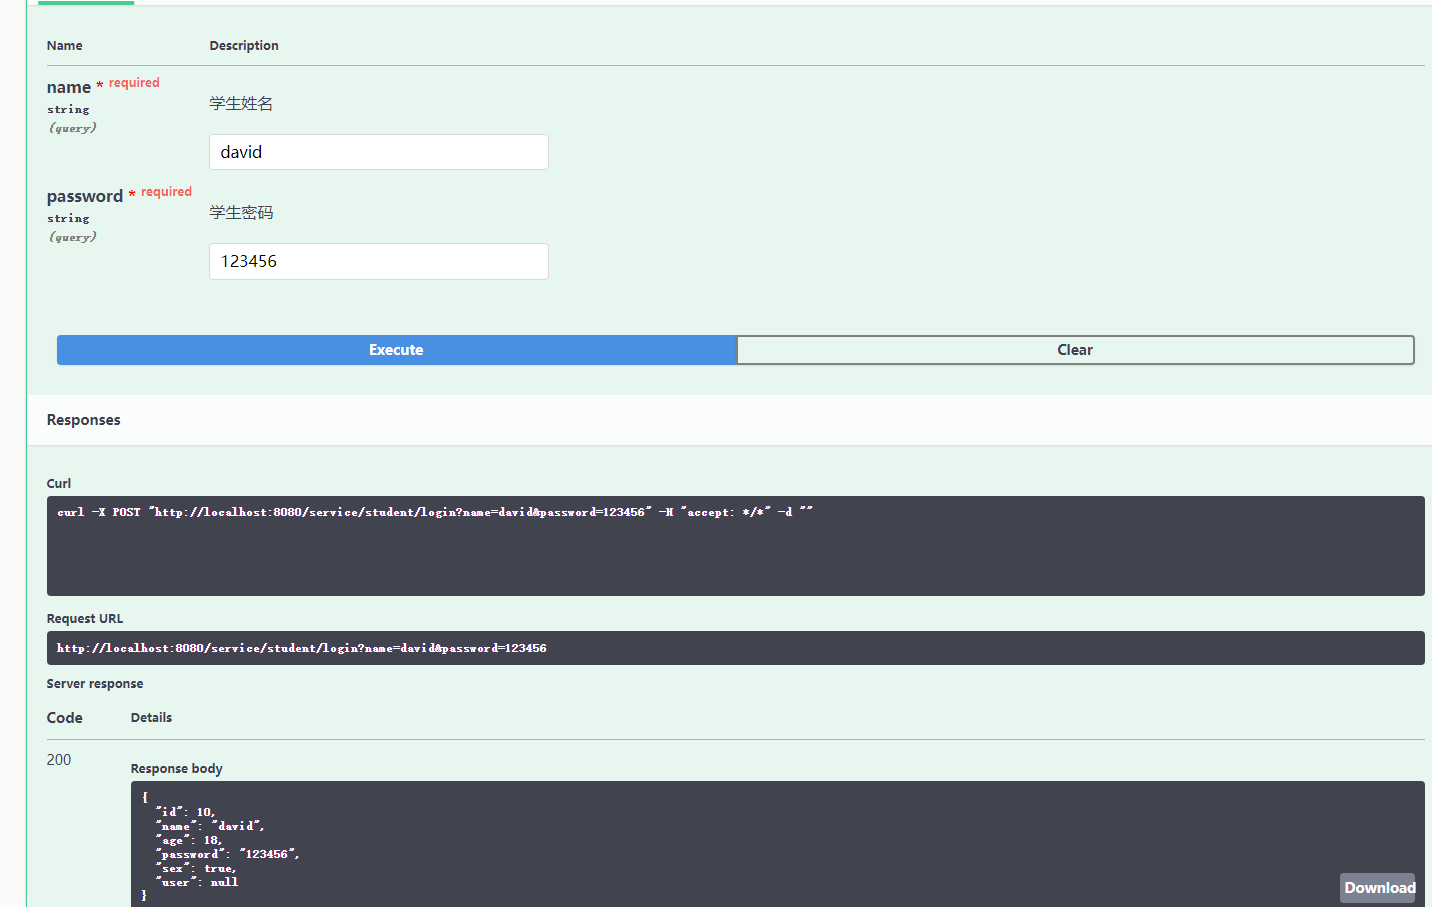 Name Description
name * required
string
(query)
学生姓名
david
password * required
string
(query)
学生密码
123456
Execute Clear
Responses
Curl
curl -X POST "http://localhost:8080/service/student/login?name=david&password=123456" -H "accept: */*" -d ""
Request URL
http://localhost:8080/service/student/login?name=david&password=123456
Server response
Code Details
200
Response body
{
"id": 10,
"name": "david",
"age": 18,
"password": "123456",
"sex": true,
"user": null
}
Download